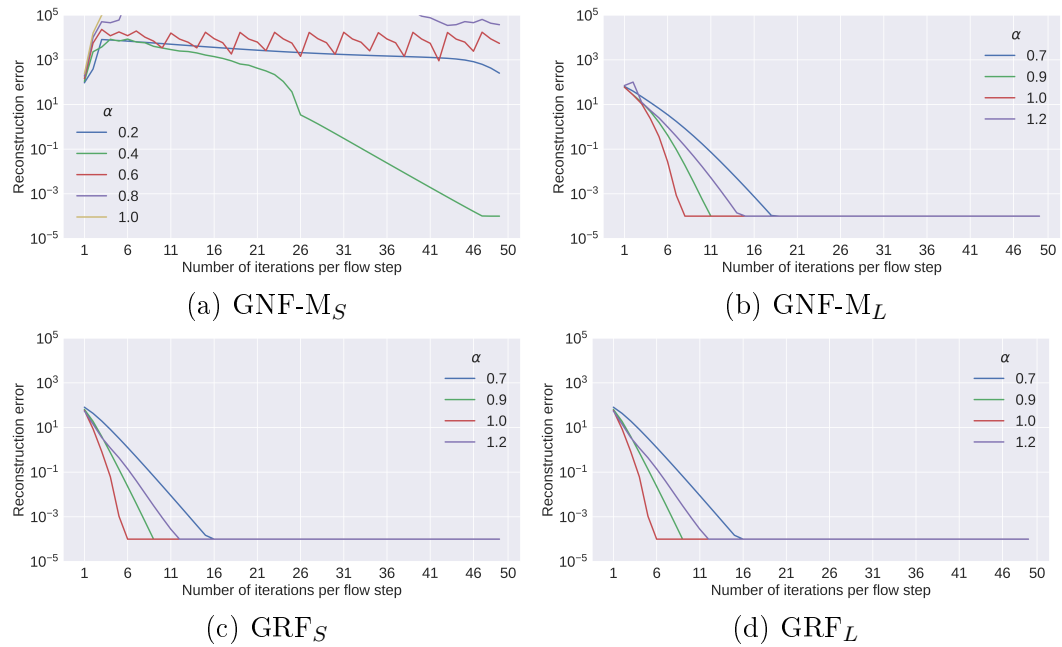 Reconstruction error
10^5
10^3
10^1
10^−1
10^−3
10^−5
α
0.2
0.4
0.6
0.8
1.0
1 6 11 16 21 26 31 36 41 46 50
Number of iterations per flow step
(a) GNF-M_S
Reconstruction error
10^5
10^3
10^1
10^−1
10^−3
10^−5
α
0.7
0.9
1.0
1.2
1 6 11 16 21 26 31 36 41 46 50
Number of iterations per flow step
(b) GNF-M_L
Reconstruction error
10^5
10^3
10^1
10^−1
10^−3
10^−5
α
0.7
0.9
1.0
1.2
1 6 11 16 21 26 31 36 41 46 50
Number of iterations per flow step
(c) GRF_S
Reconstruction error
10^5
10^3
10^1
10^−1
10^−3
10^−5
α
0.7
0.9
1.0
1.2
1 6 11 16 21 26 31 36 41 46 50
Number of iterations per flow step
(d) GRF_L